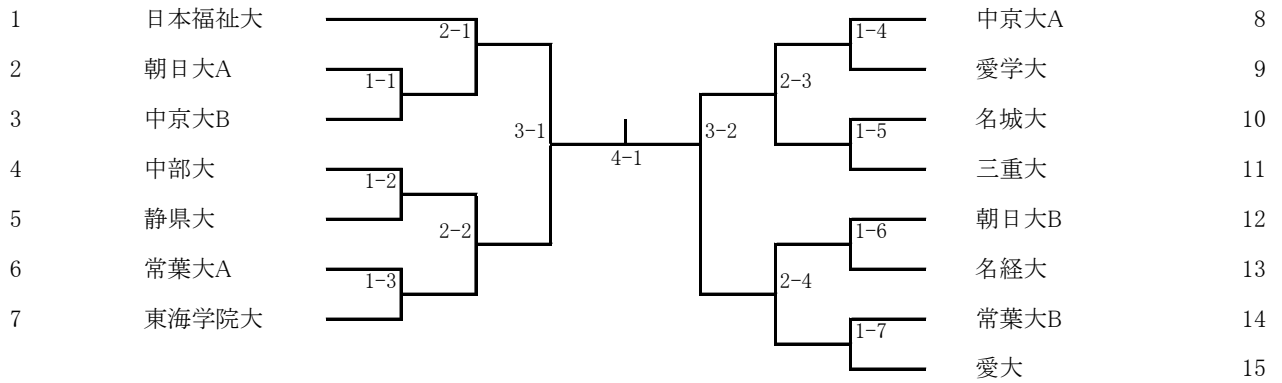 1 日本福祉大
2 朝日大A
3 中京大B
4 中部大
5 静県大
6 常葉大A
7 東海学院大
2-1
1-1
1-2
2-2
1-3
3-1
4-1
3-2
1-4
2-3
1-5
1-6
2-4
1-7
中京大A 8
愛学大 9
名城大 10
三重大 11
朝日大B 12
名経大 13
常葉大B 14
愛大 15